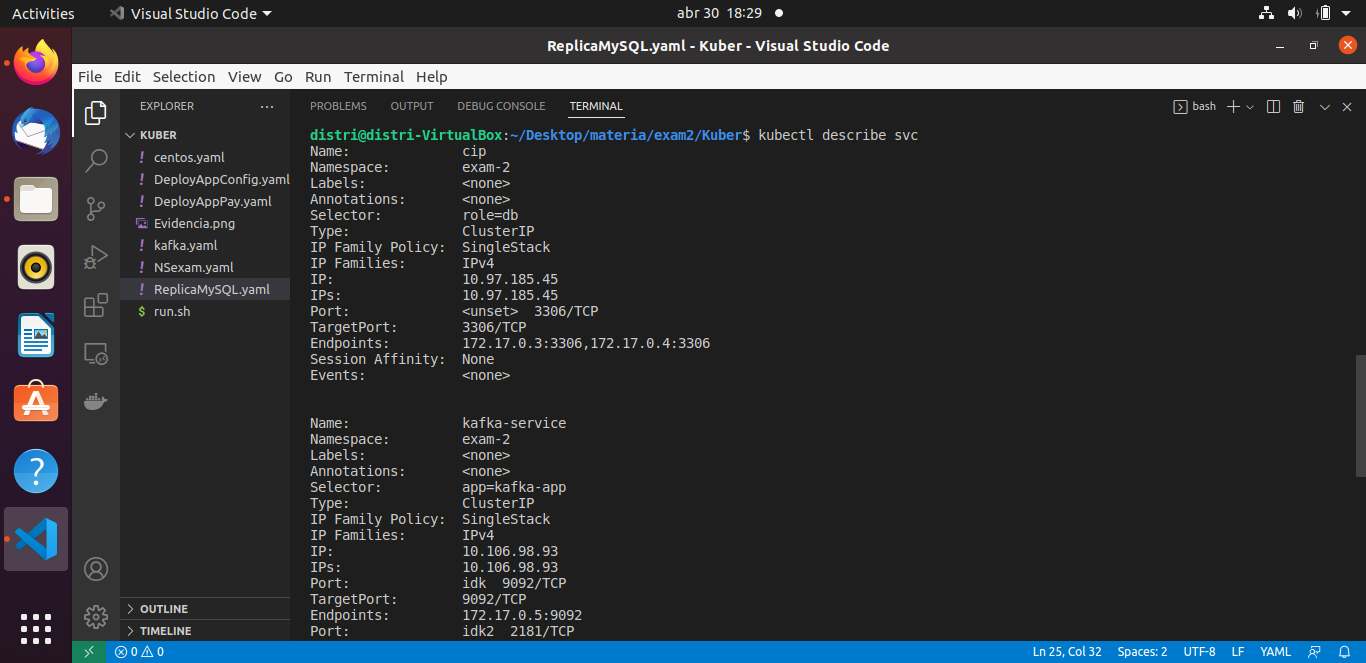 Activities Visual Studio Code abr 30 18:29
ReplicaMySQL.yaml - Kuber - Visual Studio Code
File Edit Selection View Go Run Terminal Help
EXPLORER ··· PROBLEMS OUTPUT DEBUG CONSOLE TERMINAL bash
KUBER
! centos.yaml
! DeployAppConfig.yaml
! DeployAppPay.yaml
Evidencia.png
! kafka.yaml
! NSexam.yaml
! ReplicaMySQL.yaml
$ run.sh
OUTLINE
TIMELINE
distri@distri-VirtualBox:~/Desktop/materia/exam2/Kuber$ kubectl describe svc
Name: cip
Namespace: exam-2
Labels: <none>
Annotations: <none>
Selector: role=db
Type: ClusterIP
IP Family Policy: SingleStack
IP Families: IPv4
IP: 10.97.185.45
IPs: 10.97.185.45
Port: <unset> 3306/TCP
TargetPort: 3306/TCP
Endpoints: 172.17.0.3:3306,172.17.0.4:3306
Session Affinity: None
Events: <none>
Name: kafka-service
Namespace: exam-2
Labels: <none>
Annotations: <none>
Selector: app=kafka-app
Type: ClusterIP
IP Family Policy: SingleStack
IP Families: IPv4
IP: 10.106.98.93
IPs: 10.106.98.93
Port: idk 9092/TCP
TargetPort: 9092/TCP
Endpoints: 172.17.0.5:9092
Port: idk2 2181/TCP
0 0 Ln 25, Col 32 Spaces: 2 UTF-8 LF YAML